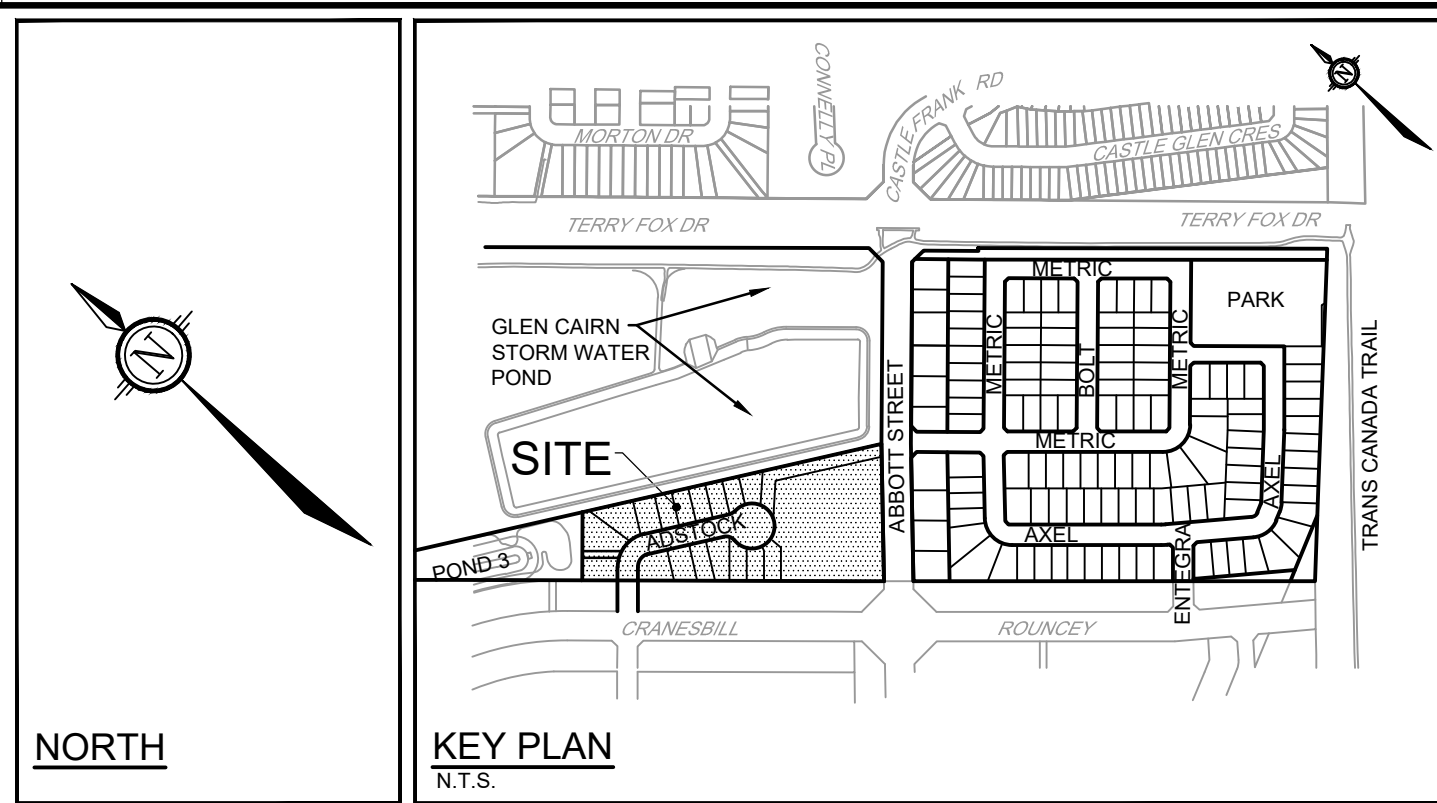 N
NORTH
N
CONNELLY PL
CASTLE FRANK RD
MORTON DR
CASTLE GLEN CRES
TERRY FOX DR
TERRY FOX DR
METRIC
PARK
GLEN CAIRN
STORM WATER
POND
METRIC
BOLT
METRIC
TRANS CANADA TRAIL
ABBOTT STREET
SITE
METRIC
AXEL
ADSTOCK
AXEL
POND 3
ENTEGRA
CRANESBILL
ROUNCEY
KEY PLAN
N.T.S.